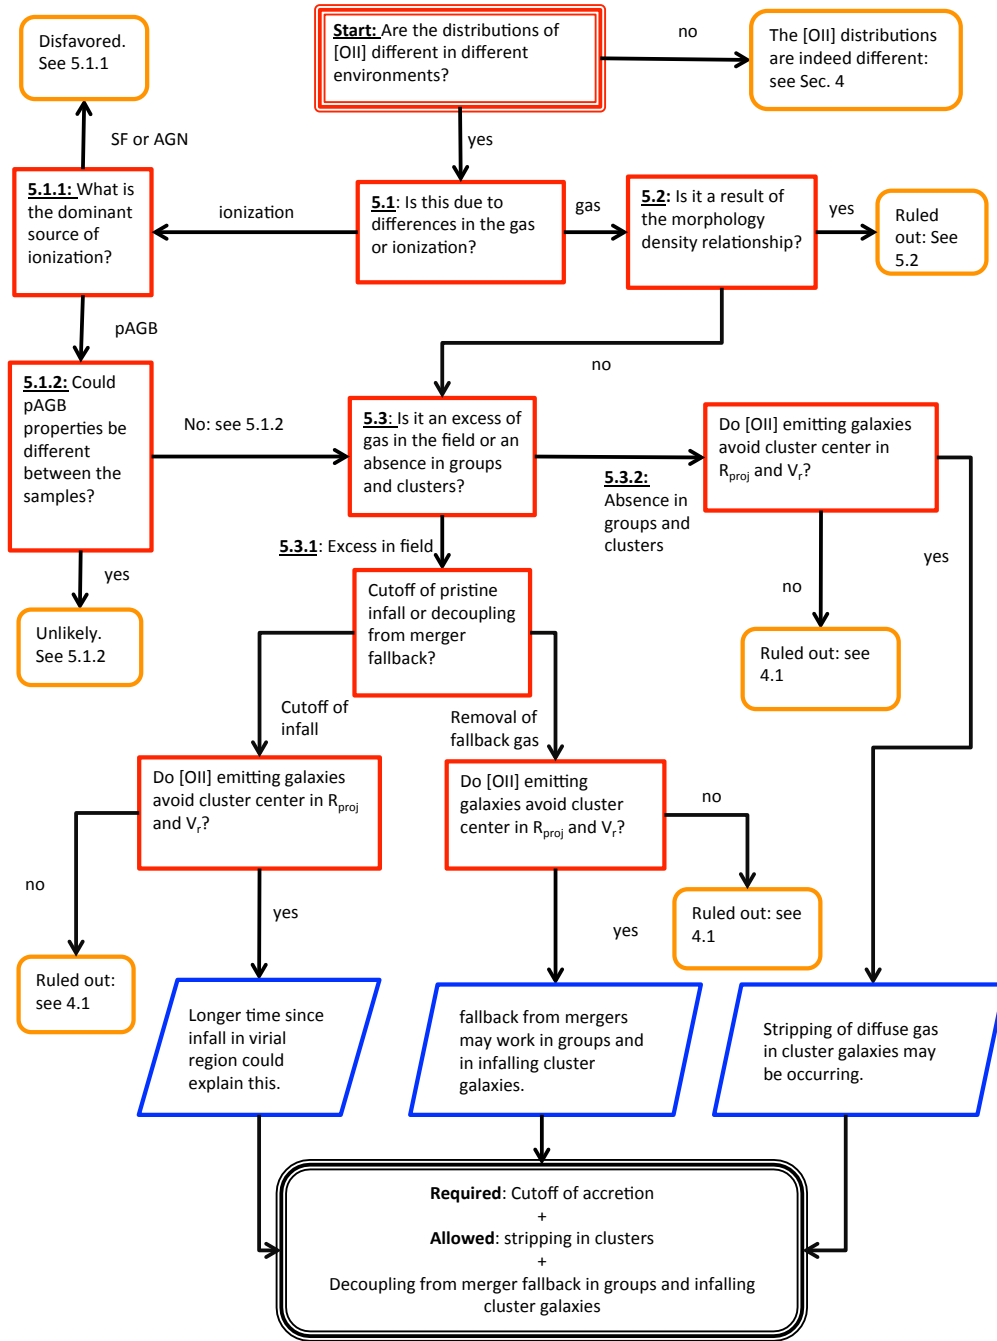 Disfavored.
See 5.1.1
Start: Are the distributions of
[OII] different in different
environments?
no
The [OII] distributions
are indeed different:
see Sec. 4
SF or AGN
yes
5.1.1: What is
the dominant
source of
ionization?
ionization
5.1: Is this due to
differences in the gas
or ionization?
gas
5.2: Is it a result of
the morphology
density relationship?
yes
Ruled
out: See
5.2
pAGB
no
5.1.2: Could
pAGB
properties be
different
between the
samples?
No: see 5.1.2
5.3: Is it an excess of
gas in the field or an
absence in groups
and clusters?
5.3.2:
Absence in
groups and
clusters
Do [OII] emitting galaxies
avoid cluster center in
Rproj and Vr?
yes
5.3.1: Excess in field
yes
no
Unlikely.
See 5.1.2
Cutoff of pristine
infall or decoupling
from merger
fallback?
Ruled out: see
4.1
Cutoff of
infall
Removal of
fallback gas
Do [OII] emitting galaxies
avoid cluster center in Rproj
and Vr?
Do [OII] emitting
galaxies avoid cluster
center in Rproj and Vr?
no
no
yes
yes
Ruled out: see
4.1
Ruled out:
see 4.1
Longer time since
infall in virial
region could
explain this.
fallback from mergers
may work in groups and
in infalling cluster
galaxies.
Stripping of diffuse gas
in cluster galaxies may
be occurring.
Required: Cutoff of accretion
+
Allowed: stripping in clusters
+
Decoupling from merger fallback in groups and infalling
cluster galaxies